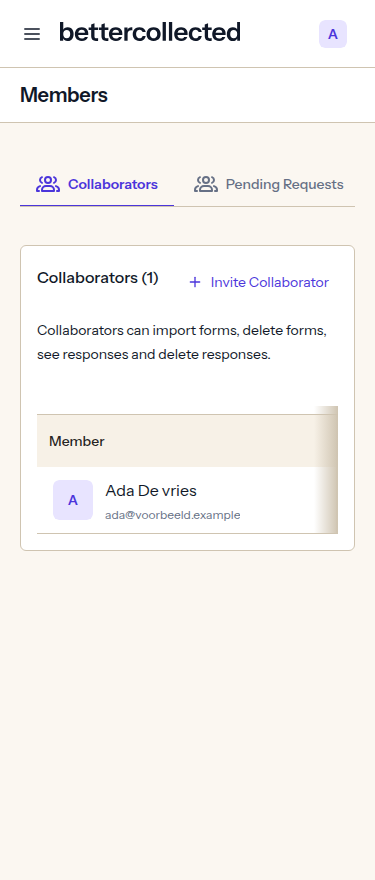 bettercollected
A
Members
Collaborators
Pending Requests
Collaborators (1)
Invite Collaborator
Collaborators can import forms, delete forms,
see responses and delete responses.
Member
A
Ada De vries
ada@voorbeeld.example